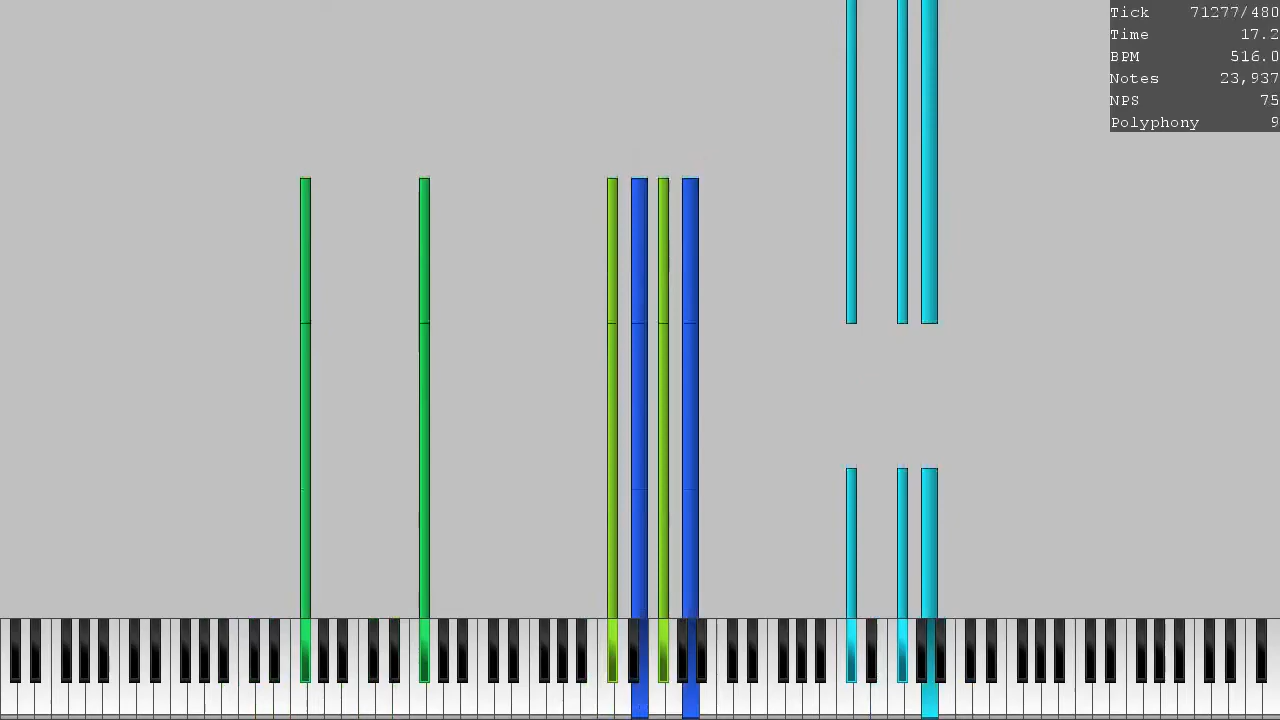 Tick 71277/480
Time 17.2
BPM 516.0
Notes 23,937
NPS 75
Polyphony 9